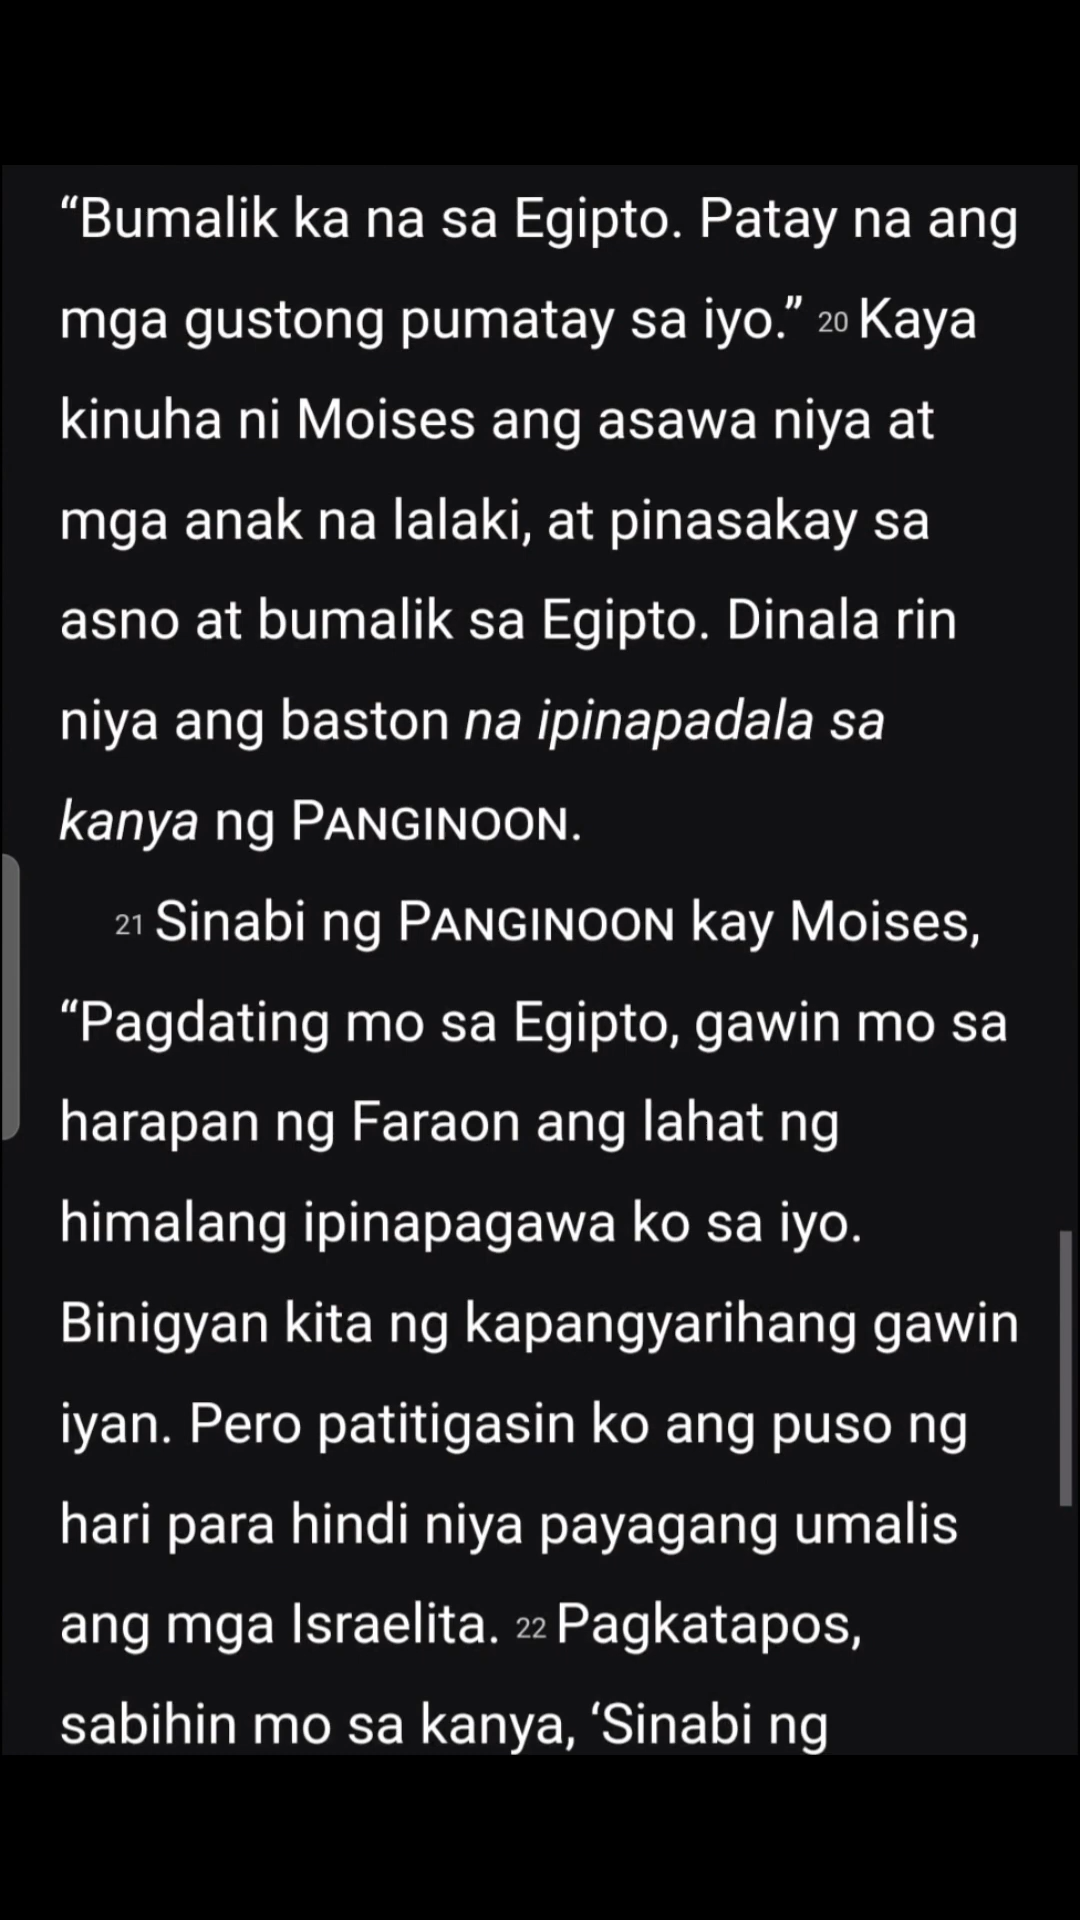 “Bumalik ka na sa Egipto. Patay na ang
mga gustong pumatay sa iyo.” 20 Kaya
kinuha ni Moises ang asawa niya at
mga anak na lalaki, at pinasakay sa
asno at bumalik sa Egipto. Dinala rin
niya ang baston na ipinapadala sa
kanya ng PANGINOON.
21 Sinabi ng PANGINOON kay Moises,
“Pagdating mo sa Egipto, gawin mo sa
harapan ng Faraon ang lahat ng
himalang ipinapagawa ko sa iyo.
Binigyan kita ng kapangyarihang gawin
iyan. Pero patitigasin ko ang puso ng
hari para hindi niya payagang umalis
ang mga Israelita. 22 Pagkatapos,
sabihin mo sa kanya, ‘Sinabi ng